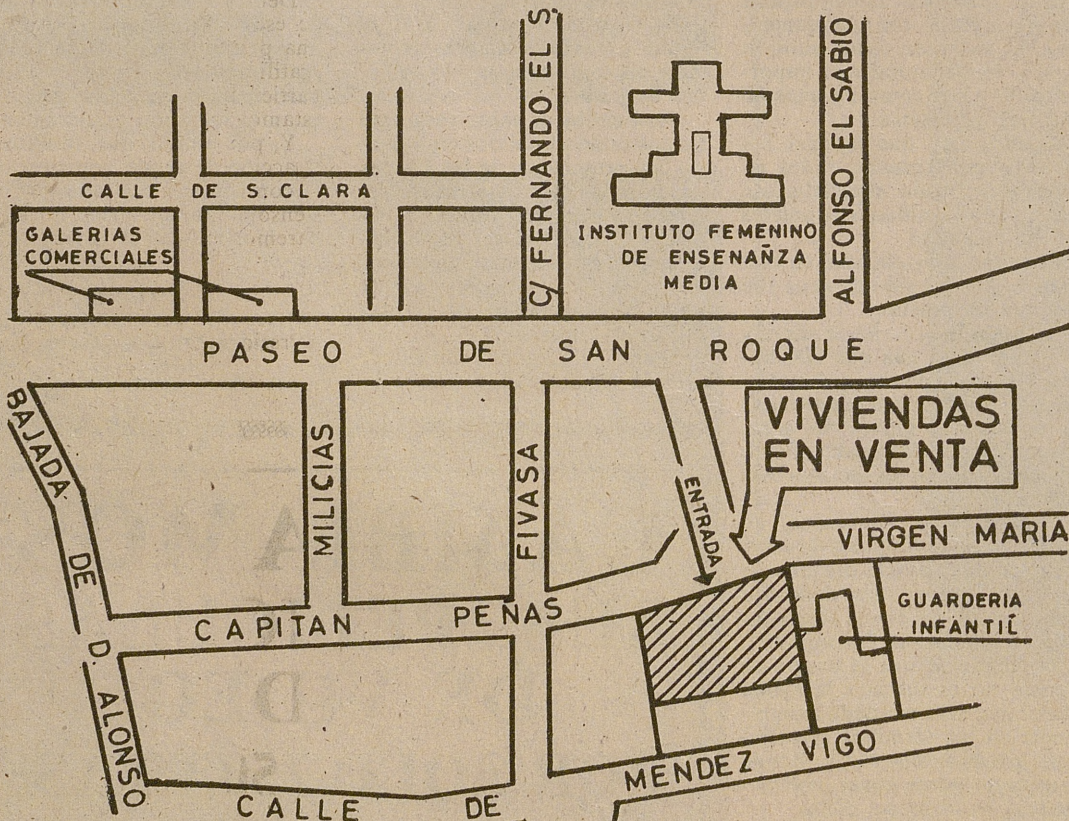 C/ FERNANDO EL S.
ALFONSO EL SABIO
CALLE DE S. CLARA
GALERIAS
COMERCIALES
INSTITUTO FEMENINO
DE ENSEÑANZA
MEDIA
PASEO DE SAN ROQUE
BAJADA DE D. ALONSO
MILICIAS
FIVASA
ENTRADA
VIVIENDAS
EN VENTA
VIRGEN MARIA
CAPITAN PEÑAS
GUARDERIA
INFANTIL
CALLE DE MENDEZ VIGO